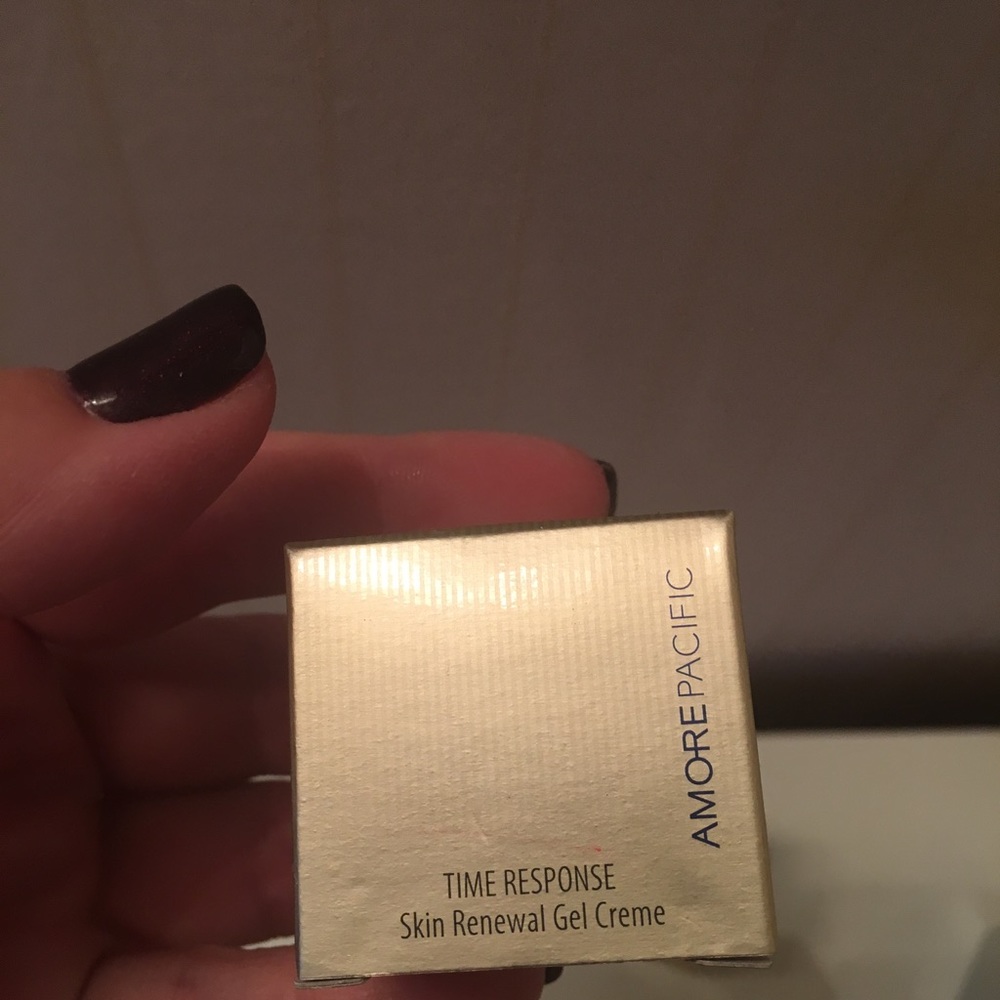 AMOREPACIFIC
TIME RESPONSE
Skin Renewal Gel Creme